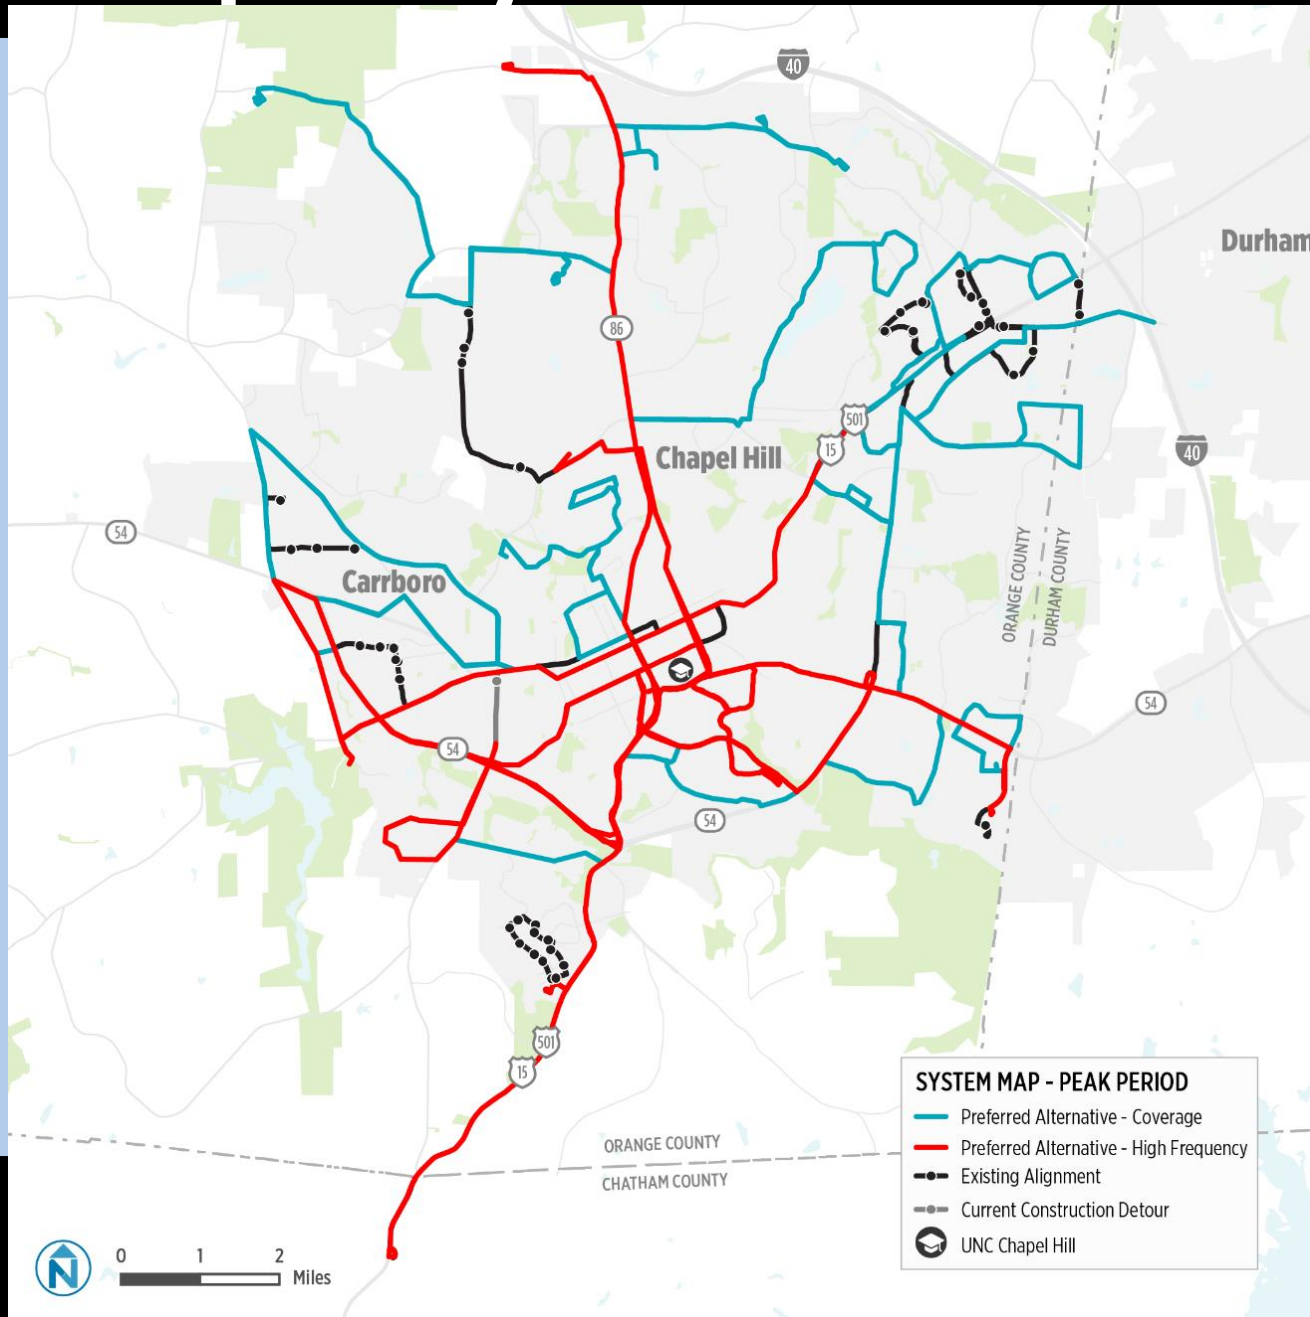 40
Durham
86
Chapel Hill
501
15
40
54
Carrboro
ORANGE COUNTY
DURHAM COUNTY
54
54
54
501
15
ORANGE COUNTY
CHATHAM COUNTY
SYSTEM MAP - PEAK PERIOD
Preferred Alternative - Coverage
Preferred Alternative - High Frequency
Existing Alignment
Current Construction Detour
UNC Chapel Hill
N
0 1 2
Miles